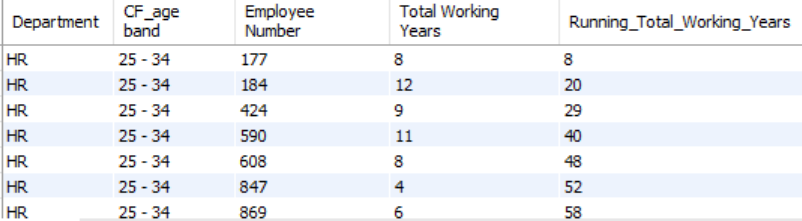 Department CF_age band Employee Number Total Working Years Running_Total_Working_Years
HR 25 - 34 177 8 8
HR 25 - 34 184 12 20
HR 25 - 34 424 9 29
HR 25 - 34 590 11 40
HR 25 - 34 608 8 48
HR 25 - 34 847 4 52
HR 25 - 34 869 6 58